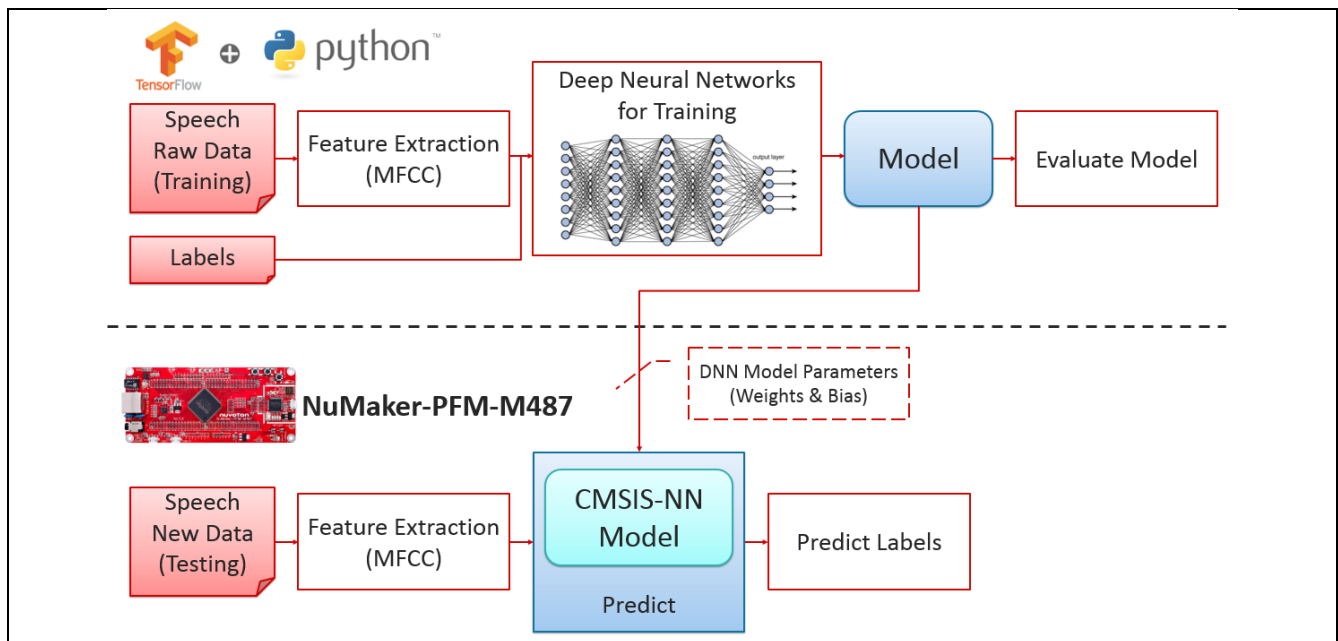 TensorFlow
python™
Speech
Raw Data
(Training)
Feature Extraction
(MFCC)
Deep Neural Networks
for Training
output layer
Model
Evaluate Model
Labels
DNN Model Parameters
(Weights & Bias)
nuvoTon
NuMaker-PFM-M487
Speech
New Data
(Testing)
Feature Extraction
(MFCC)
CMSIS-NN
Model
Predict
Predict Labels